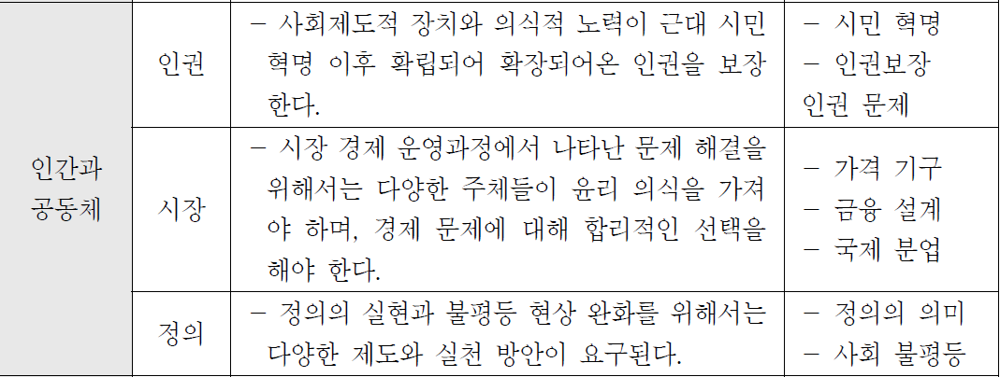 인간과
공동체
인권
– 사회제도적 장치와 의식적 노력이 근대 시민
혁명 이후 확립되어 확장되어온 인권을 보장
한다.
– 시민 혁명
– 인권보장
인권 문제
시장
– 시장 경제 운영과정에서 나타난 문제 해결을
위해서는 다양한 주체들이 윤리 의식을 가져
야 하며, 경제 문제에 대해 합리적인 선택을
해야 한다.
– 가격 기구
– 금융 설계
– 국제 분업
정의
– 정의의 실현과 불평등 현상 완화를 위해서는
다양한 제도와 실천 방안이 요구된다.
– 정의의 의미
– 사회 불평등